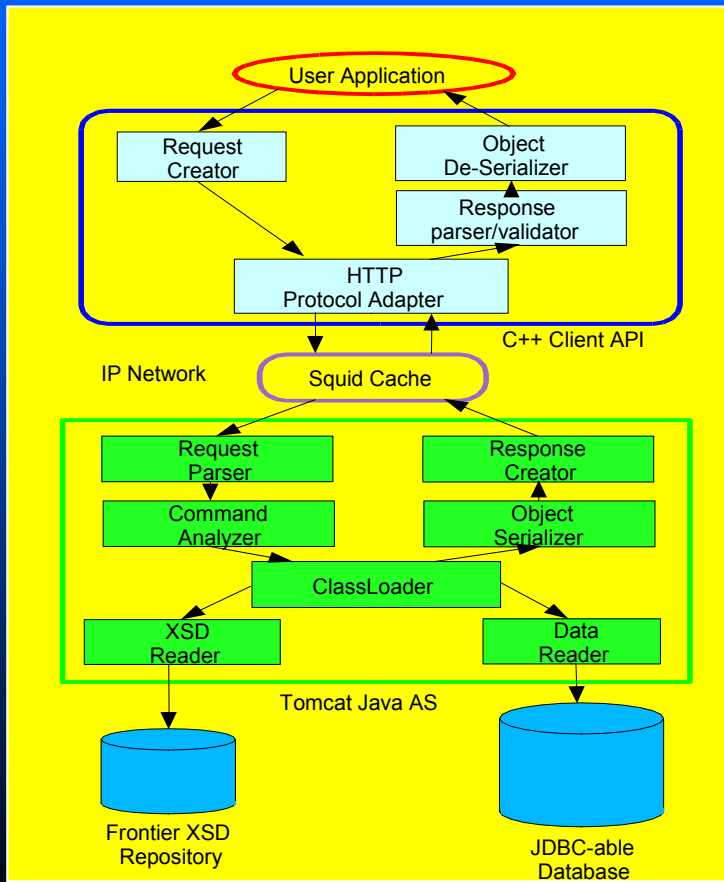 User Application
Request
Creator
Object
De-Serializer
Response
parser/validator
HTTP
Protocol Adapter
C++ Client API
IP Network
Squid Cache
Request
Parser
Response
Creator
Command
Analyzer
Object
Serializer
ClassLoader
XSD
Reader
Data
Reader
Tomcat Java AS
Frontier XSD
Repository
JDBC-able
Database